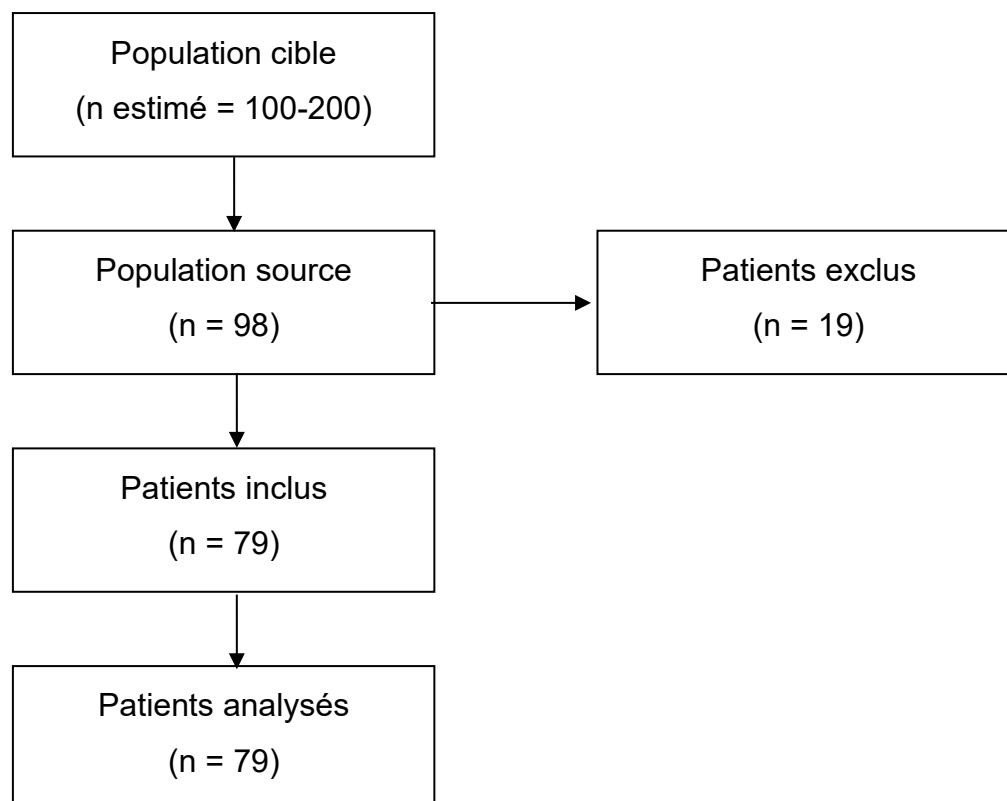 Population cible
(n estimé = 100-200)
Population source
(n = 98)
Patients exclus
(n = 19)
Patients inclus
(n = 79)
Patients analysés
(n = 79)